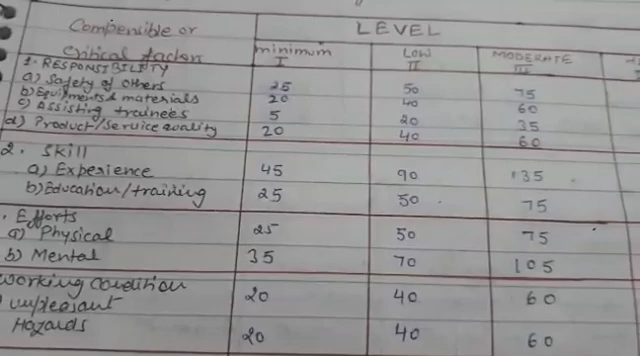 Compensible or LEVEL
Critical factors minimum LOW MODERATE
I II III
1. RESPONSIBILITY
a) Safety of others 25 50 75
b) Equipments & materials 20 40 60
c) Assisting trainees 5 20 35
d) Product/Service quality 20 40 60
2. Skill
a) Experience 45 90 135
b) Education/training 25 50 75
. Efforts
a) Physical 25 50 75
b) Mental 35 70 105
Working Condition
unpleasant 20 40 60
Hazards 20 40 60